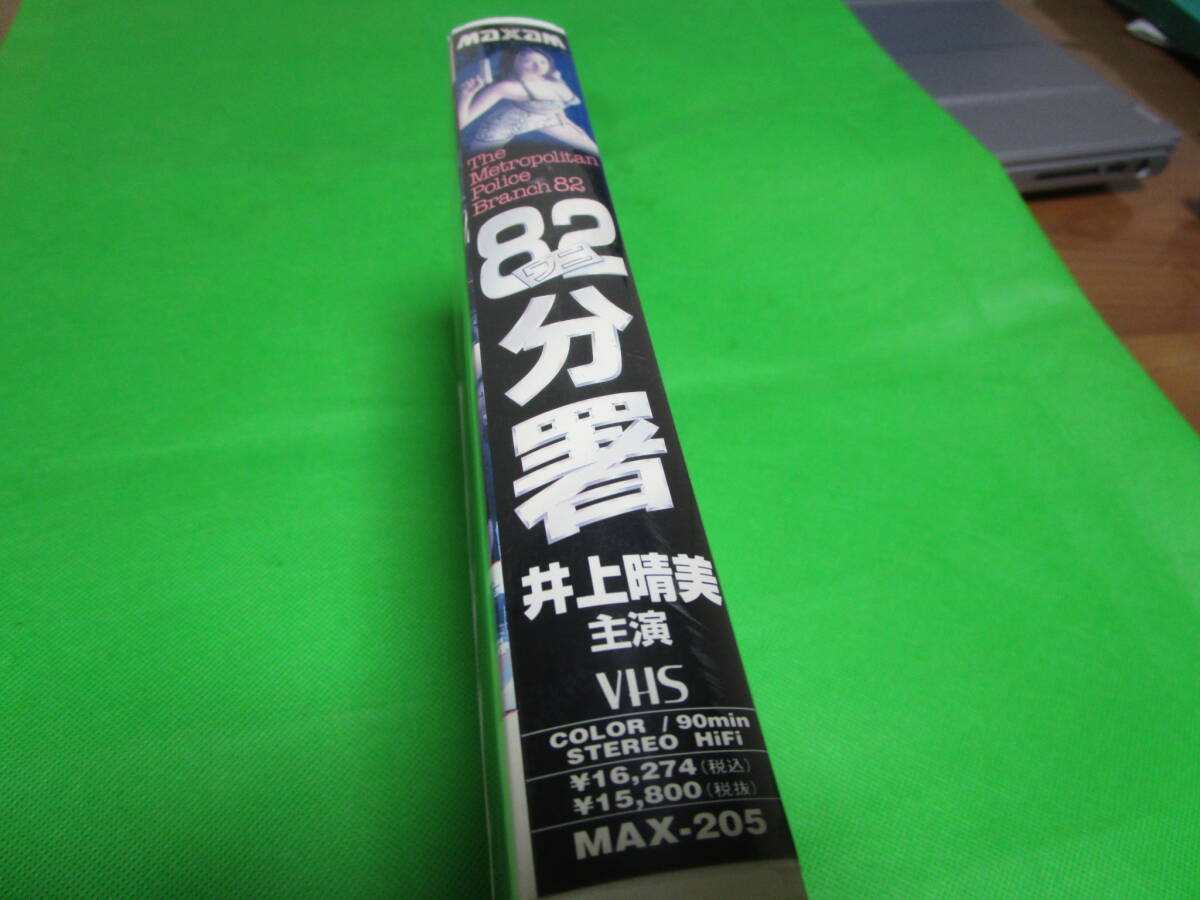 maxam
The
Metropolitan
Police
Branch 82
82
ワニ
分
署
井上晴美
主演
VHS
COLOR / 90min
STEREO HiFi
¥16,274(税込)
¥15,800(税抜)
MAX-205